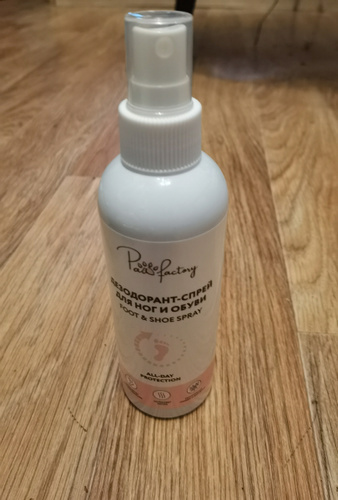 Paw factory
ДЕЗОДОРАНТ-СПРЕЙ
ДЛЯ НОГ И ОБУВИ
FOOT & SHOE SPRAY
ALL-DAY
PROTECTION